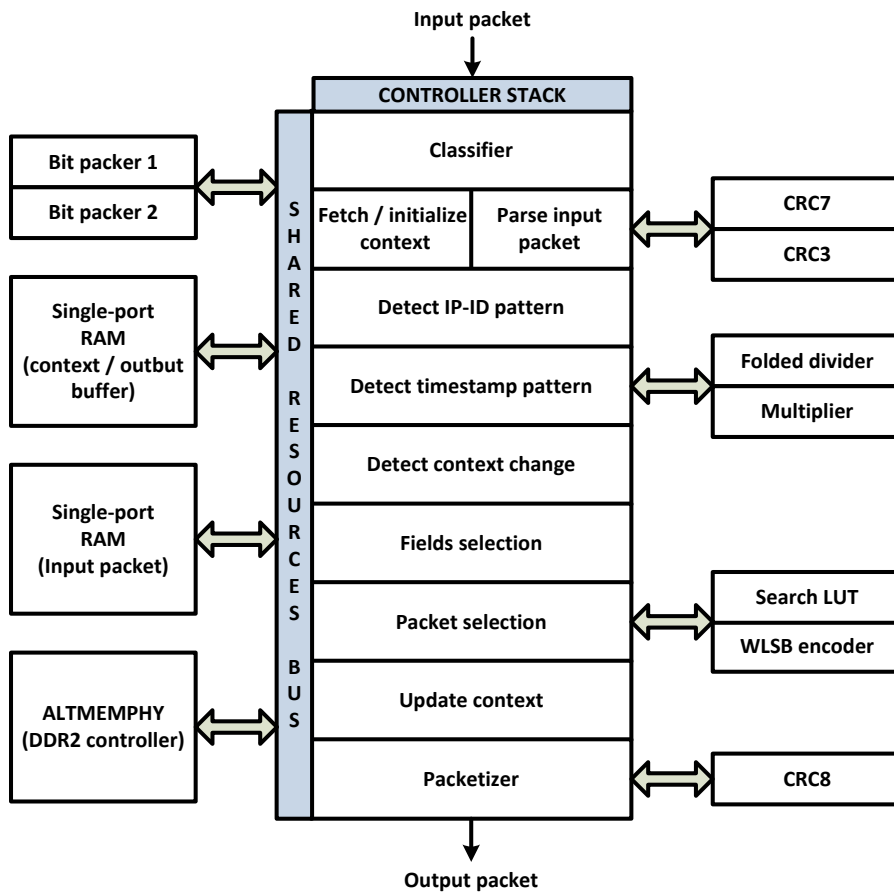 Input packet
CONTROLLER STACK
Classifier
Fetch / initialize
context
Parse input
packet
Detect IP-ID pattern
Detect timestamp pattern
Detect context change
Fields selection
Packet selection
Update context
Packetizer
Output packet
SHARED RESOURCES BUS
Bit packer 1
Bit packer 2
Single-port
RAM
(context / outbut
buffer)
Single-port
RAM
(Input packet)
ALTMEMPHY
(DDR2 controller)
CRC7
CRC3
Folded divider
Multiplier
Search LUT
WLSB encoder
CRC8